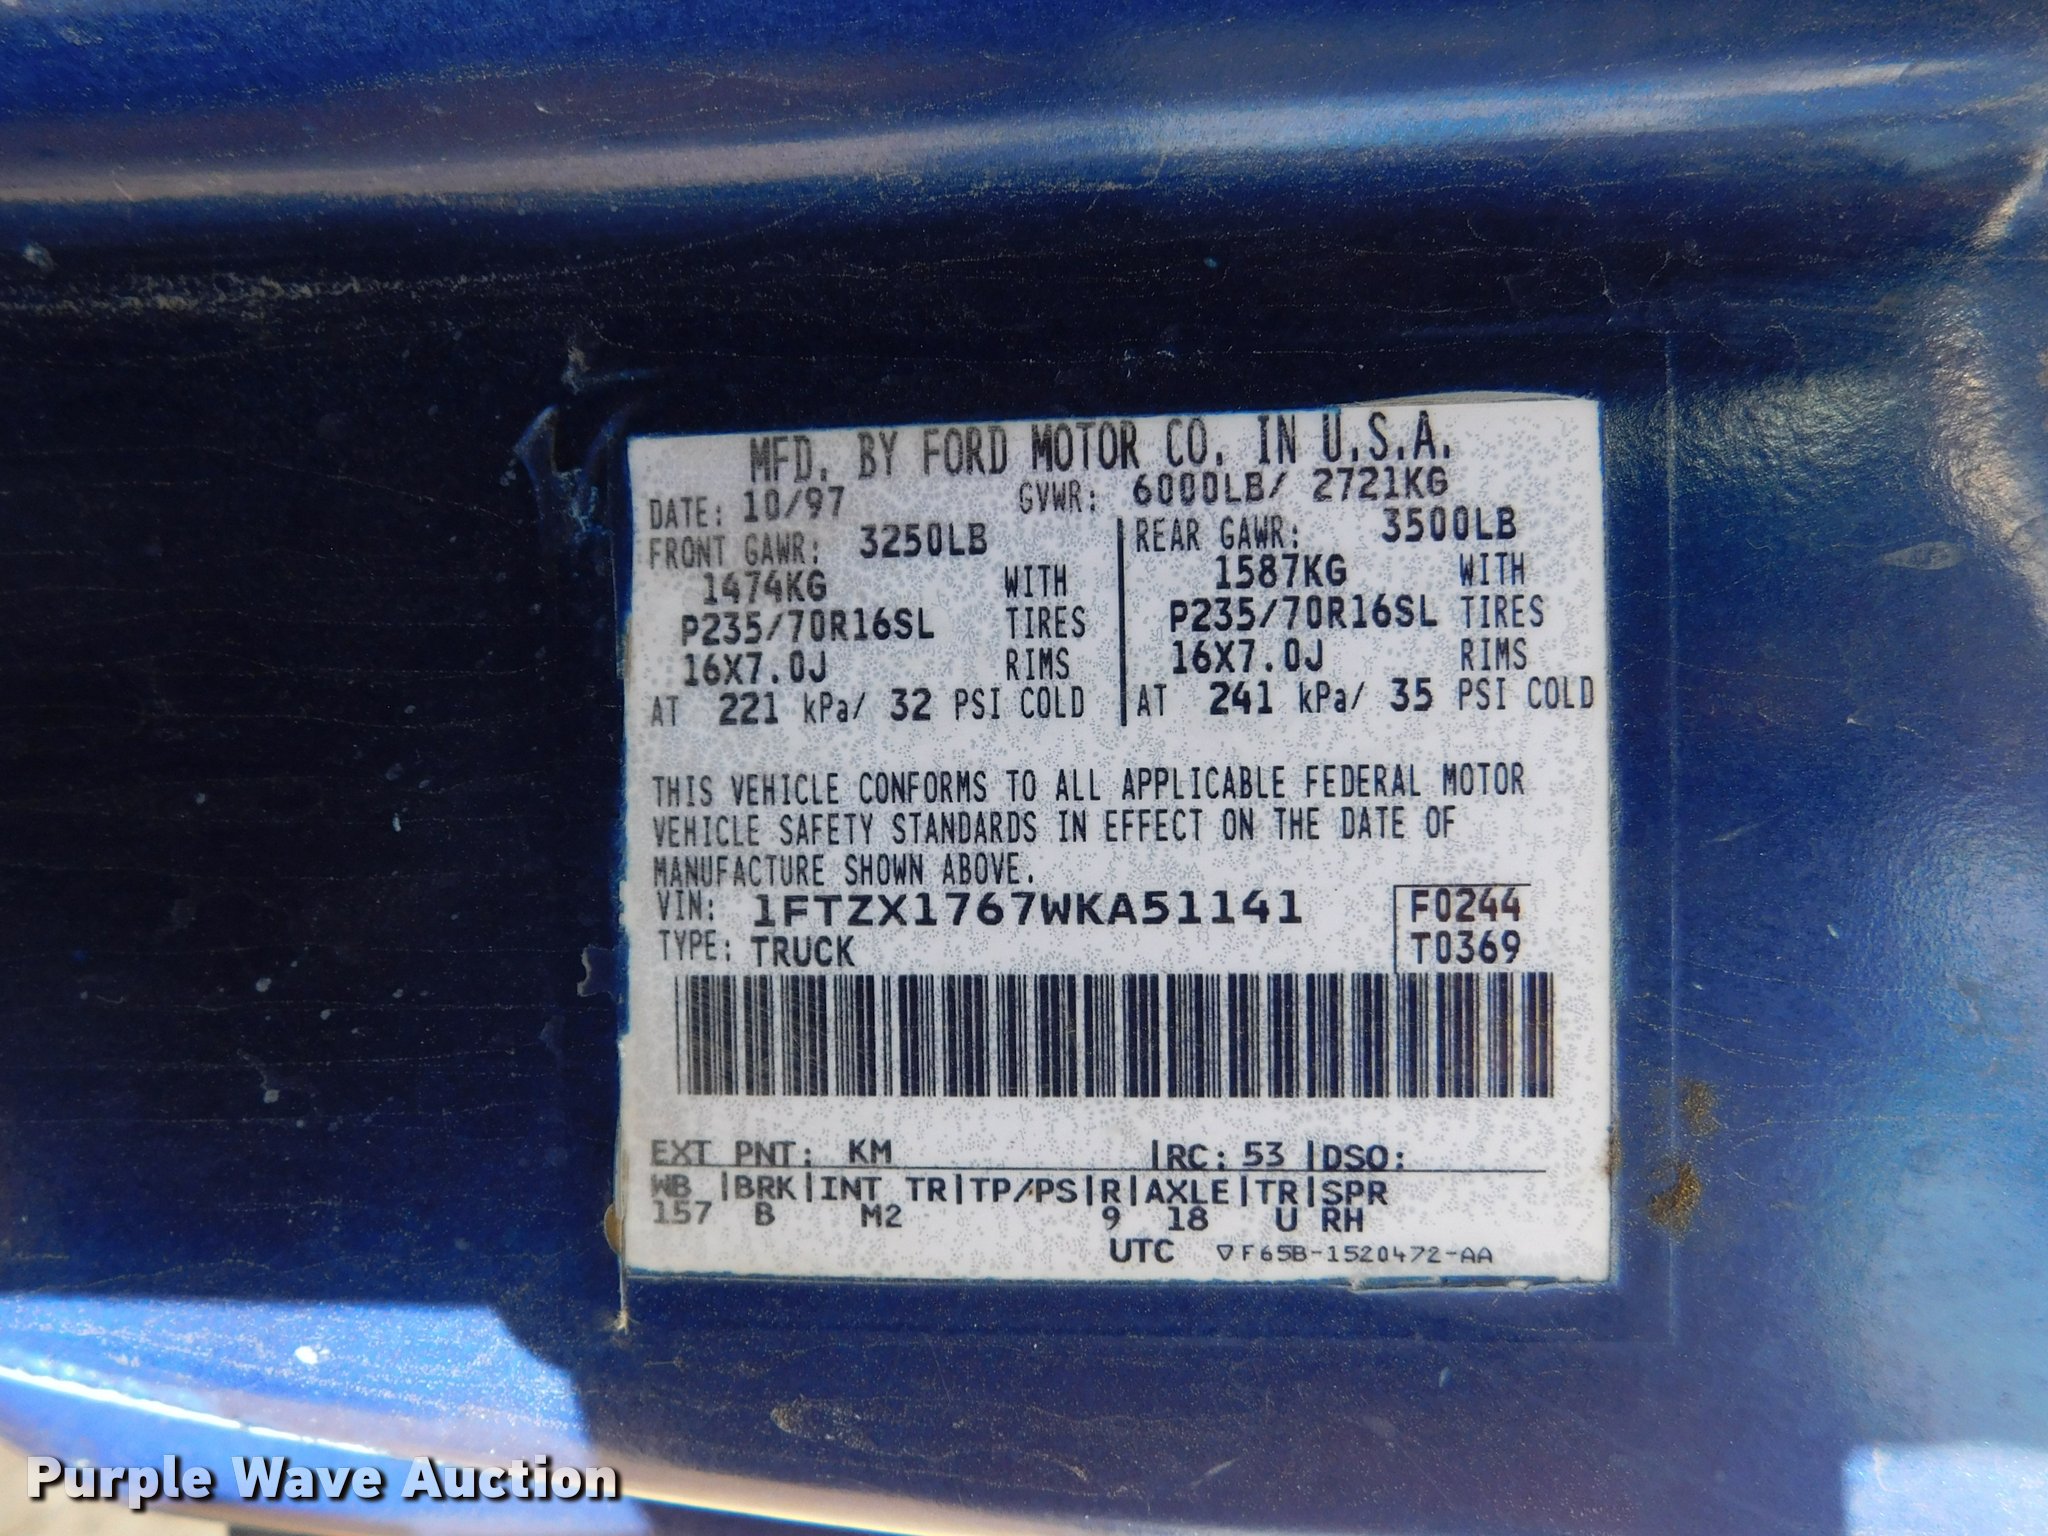 MFD. BY FORD MOTOR CO. IN U.S.A.
DATE: 10/97 GVWR: 6000LB/ 2721KG
FRONT GAWR: 3250LB REAR GAWR: 3500LB
1474KG WITH 1587KG WITH
P235/70R16SL TIRES P235/70R16SL TIRES
16X7.0J RIMS 16X7.0J RIMS
AT 221 kPa/ 32 PSI COLD AT 241 kPa/ 35 PSI COLD
THIS VEHICLE CONFORMS TO ALL APPLICABLE FEDERAL MOTOR
VEHICLE SAFETY STANDARDS IN EFFECT ON THE DATE OF
MANUFACTURE SHOWN ABOVE.
VIN: 1FTZX1767WKA51141 F0244
TYPE: TRUCK T0369
EXT PNT: KM |RC: 53 |DSO:
WB |BRK|INT TR|TP/PS|R|AXLE|TR|SPR
157 B M2 9 18 U RH
UTC ▽F65B-1520472-AA
Purple Wave Auction